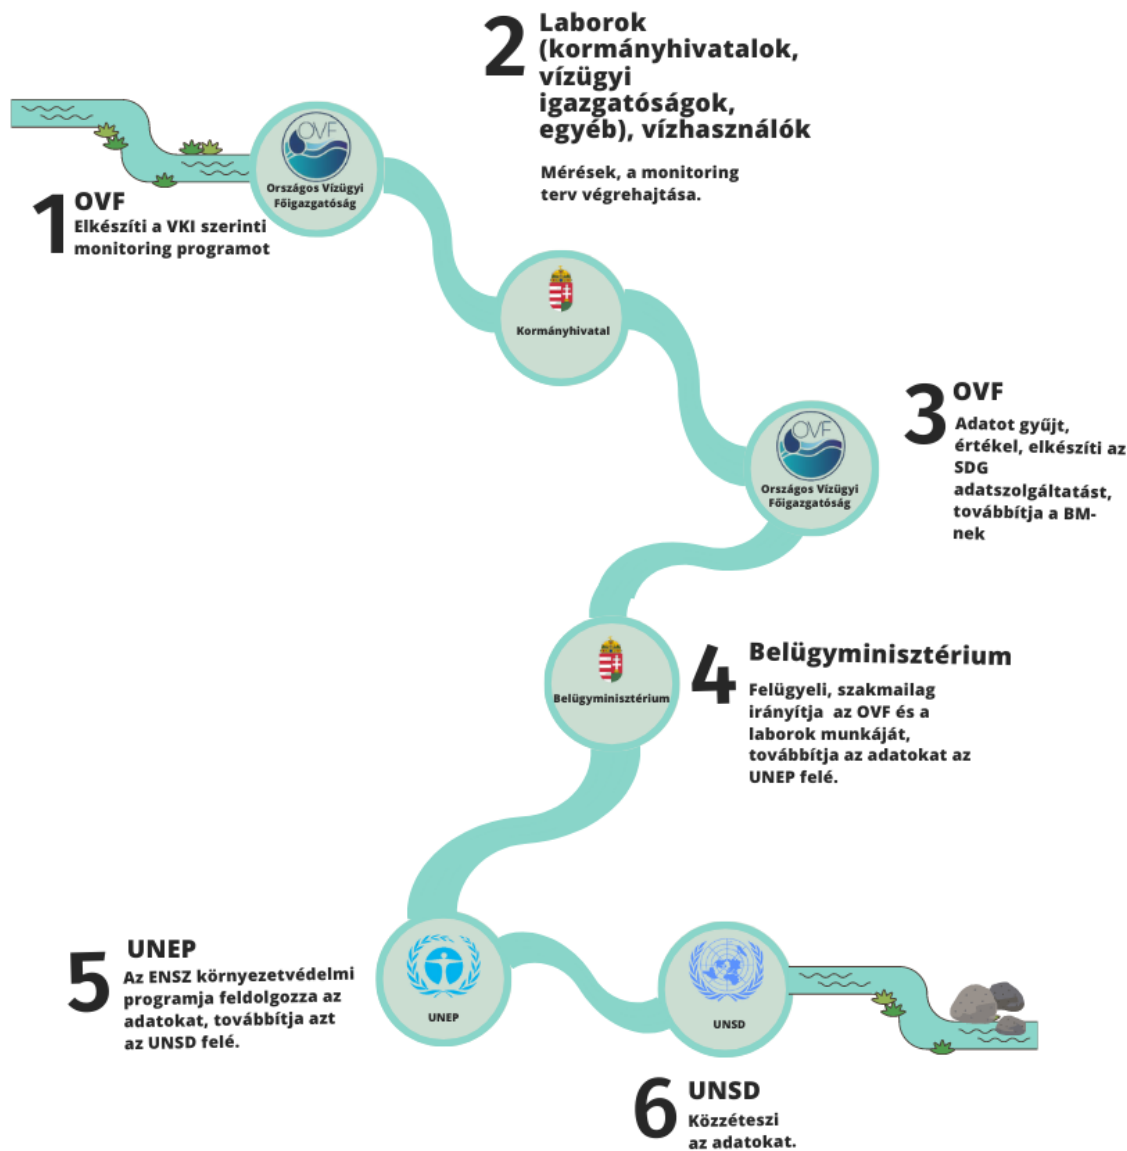 2
Laborok
(kormányhivatalok,
vízügyi
igazgatóságok,
egyéb), vízhasználók
Mérések, a monitoring
terv végrehajtása.
OVF
Országos Vízügyi
Főigazgatóság
1
OVF
Elkészíti a VKI szerinti
monitoring programot
Kormányhivatal
OVF
Országos Vízügyi
Főigazgatóság
3
OVF
Adatot gyűjt,
értékel, elkészíti az
SDG
adatszolgáltatást,
továbbítja a BM-
nek
Belügyminisztérium
4
Belügyminisztérium
Felügyeli, szakmailag
irányítja az OVF és a
laborok munkáját,
továbbítja az adatokat az
UNEP felé.
5
UNEP
Az ENSZ környezetvédelmi
programja feldolgozza az
adatokat, továbbítja azt
az UNSD felé.
UNEP
UNSD
6
UNSD
Közzéteszi
az adatokat.